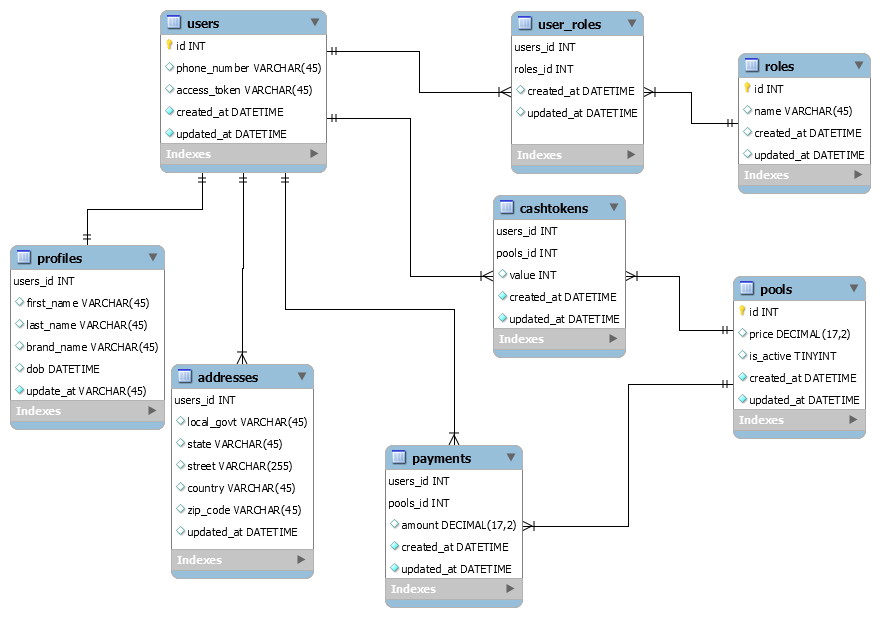 users
id INT
phone_number VARCHAR(45)
access_token VARCHAR(45)
created_at DATETIME
updated_at DATETIME
Indexes
user_roles
users_id INT
roles_id INT
created_at DATETIME
updated_at DATETIME
Indexes
roles
id INT
name VARCHAR(45)
created_at DATETIME
updated_at DATETIME
Indexes
profiles
users_id INT
first_name VARCHAR(45)
last_name VARCHAR(45)
brand_name VARCHAR(45)
dob DATETIME
update_at VARCHAR(45)
Indexes
cashtokens
users_id INT
pools_id INT
value INT
created_at DATETIME
updated_at DATETIME
Indexes
pools
id INT
price DECIMAL(17,2)
is_active TINYINT
created_at DATETIME
updated_at DATETIME
Indexes
addresses
users_id INT
local_govt VARCHAR(45)
state VARCHAR(45)
street VARCHAR(255)
country VARCHAR(45)
zip_code VARCHAR(45)
updated_at DATETIME
Indexes
payments
users_id INT
pools_id INT
amount DECIMAL(17,2)
created_at DATETIME
updated_at DATETIME
Indexes